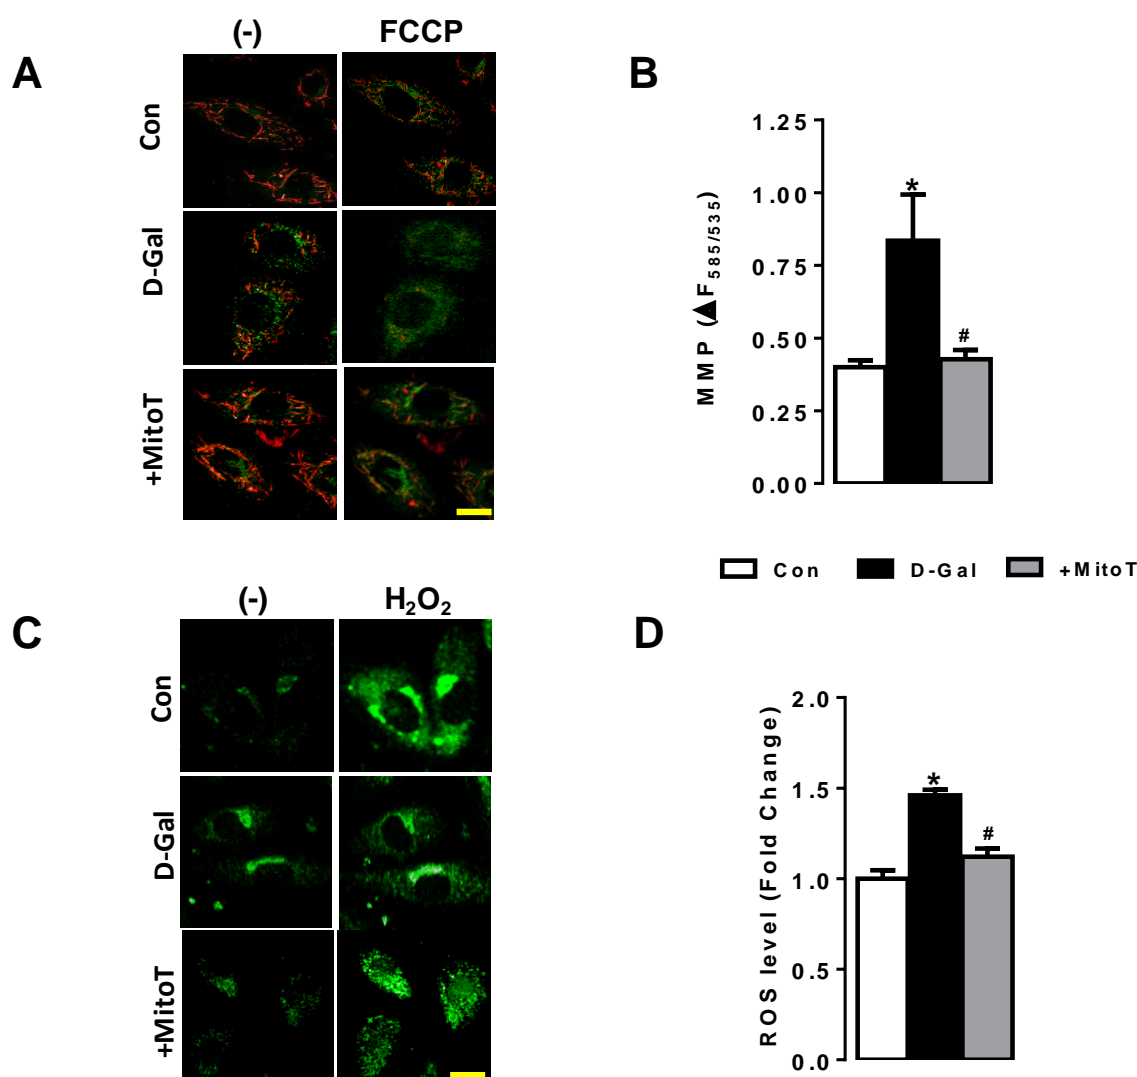 (-) FCCP
A
Con
D-Gal
+MitoT
B
MMP (▲F585/535)
1.25
1.00
0.75
0.50
0.25
0.00
*
#
Con D-Gal +MitoT
(-) H₂O₂
C
Con
D-Gal
+MitoT
D
ROS level (Fold Change)
2.0
1.5
1.0
0.5
0.0
*
#